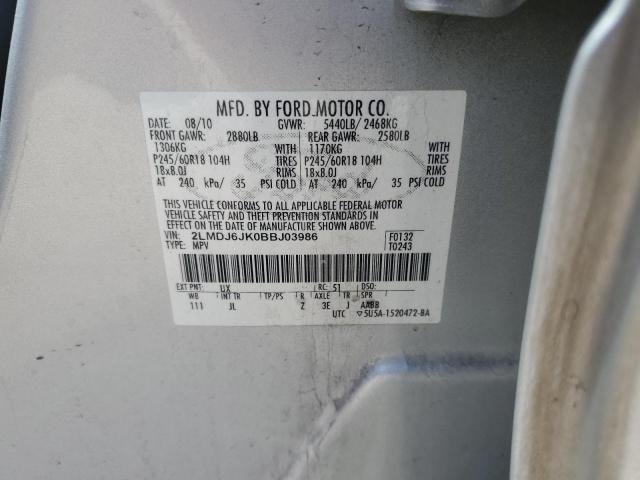 MFD. BY FORD MOTOR CO.
DATE: 08/10 GVWR: 5440LB/ 2468KG
FRONT GAWR: 2880LB REAR GAWR: 2580LB
1306KG 1170KG
P245/60R18 104H TIRES P245/60R18 104H TIRES
18x8.0J RIMS 18x8.0J RIMS
AT 240 kPa/ 35 PSI COLD AT 240 kPa/ 35 PSI COLD
THIS VEHICLE CONFORMS TO ALL APPLICABLE FEDERAL MOTOR
VEHICLE SAFETY AND THEFT PREVENTION STANDARDS IN
EFFECT ON THE DATE OF MANUFACTURE SHOWN ABOVE.
VIN: 2LMDJ6JK0BBJ03986 F0132
TYPE: MPV T0243
EXT PNT: UX RC: 51 DSO:
WB INT TR TP/PS R AXLE TR SPR
111 JL Z 3E J AABB
UTC ▽5U5A-1520472-BA